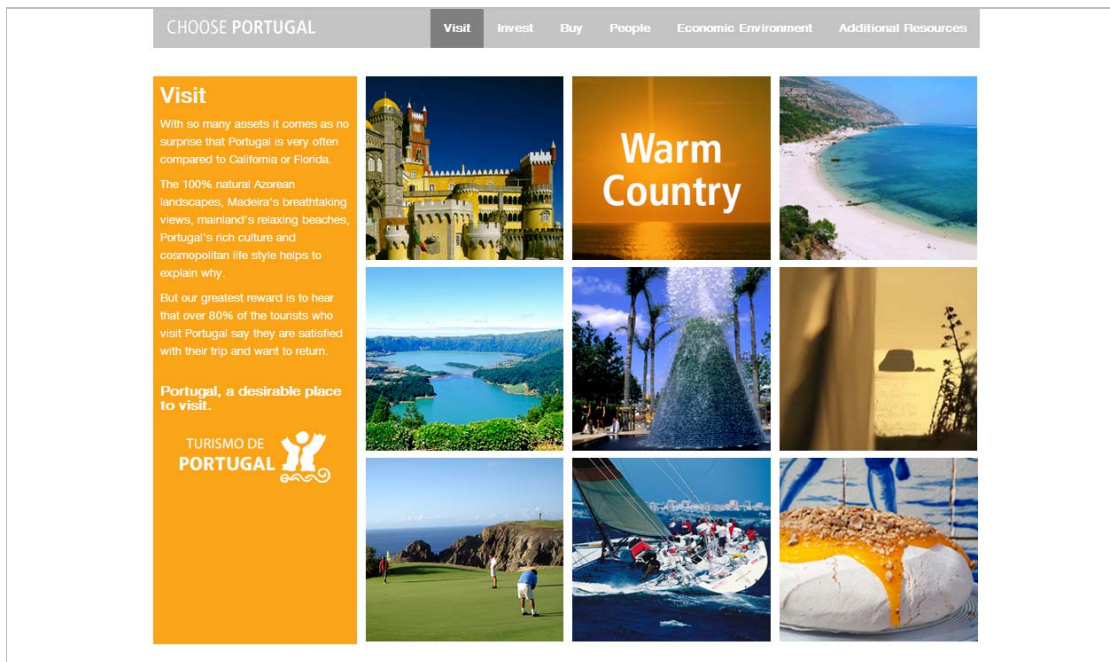 CHOOSE PORTUGAL
Visit
Invest
Buy
People
Economic Environment
Additional Resources
Visit
With so many assets it comes as no
surprise that Portugal is very often
compared to California or Florida.
The 100% natural Azorean
landscapes, Madeira's breathtaking
views, mainland's relaxing beaches,
Portugal's rich culture and
cosmopolitan life style helps to
explain why.
But our greatest reward is to hear
that over 80% of the tourists who
visit Portugal say they are satisfied
with their trip and want to return.
Portugal, a desirable place
to visit.
TURISMO DE
PORTUGAL
Warm
Country